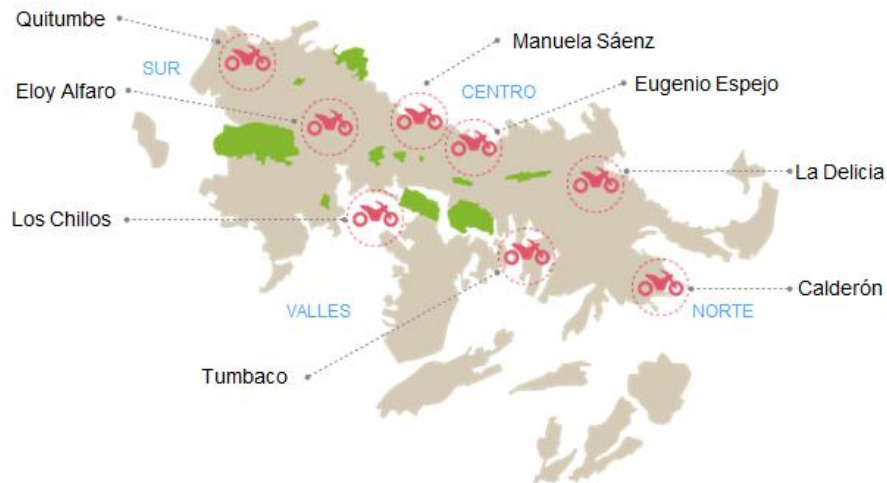 Quitumbe
Manuela Sáenz
SUR
CENTRO
Eugenio Espejo
Eloy Alfaro
La Delicia
Los Chillos
Calderón
VALLES
NORTE
Tumbaco